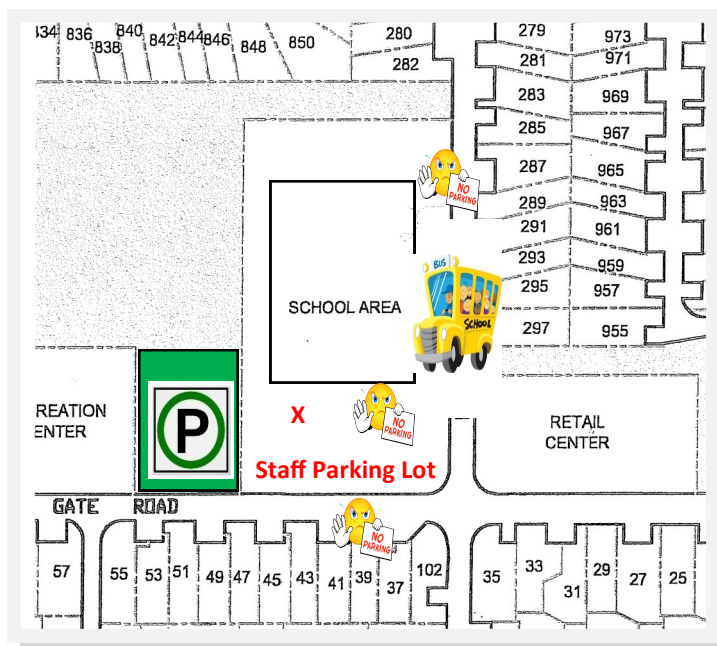 834 836 838 840 842 844 846 848 850 280
282
279 973
281 971
283 969
285 967
287 965
289 963
291 961
293 959
295 957
297 955
NO
PARKING
BUS
SCHOOL
SCHOOL AREA
REATION
ENTER
P
X
NO
PARKING
Staff Parking Lot
RETAIL
CENTER
GATE ROAD
NO
PARKING
57 55 53 51 49 47 45 43 41 39 37 102 35 33 31 29 27 25